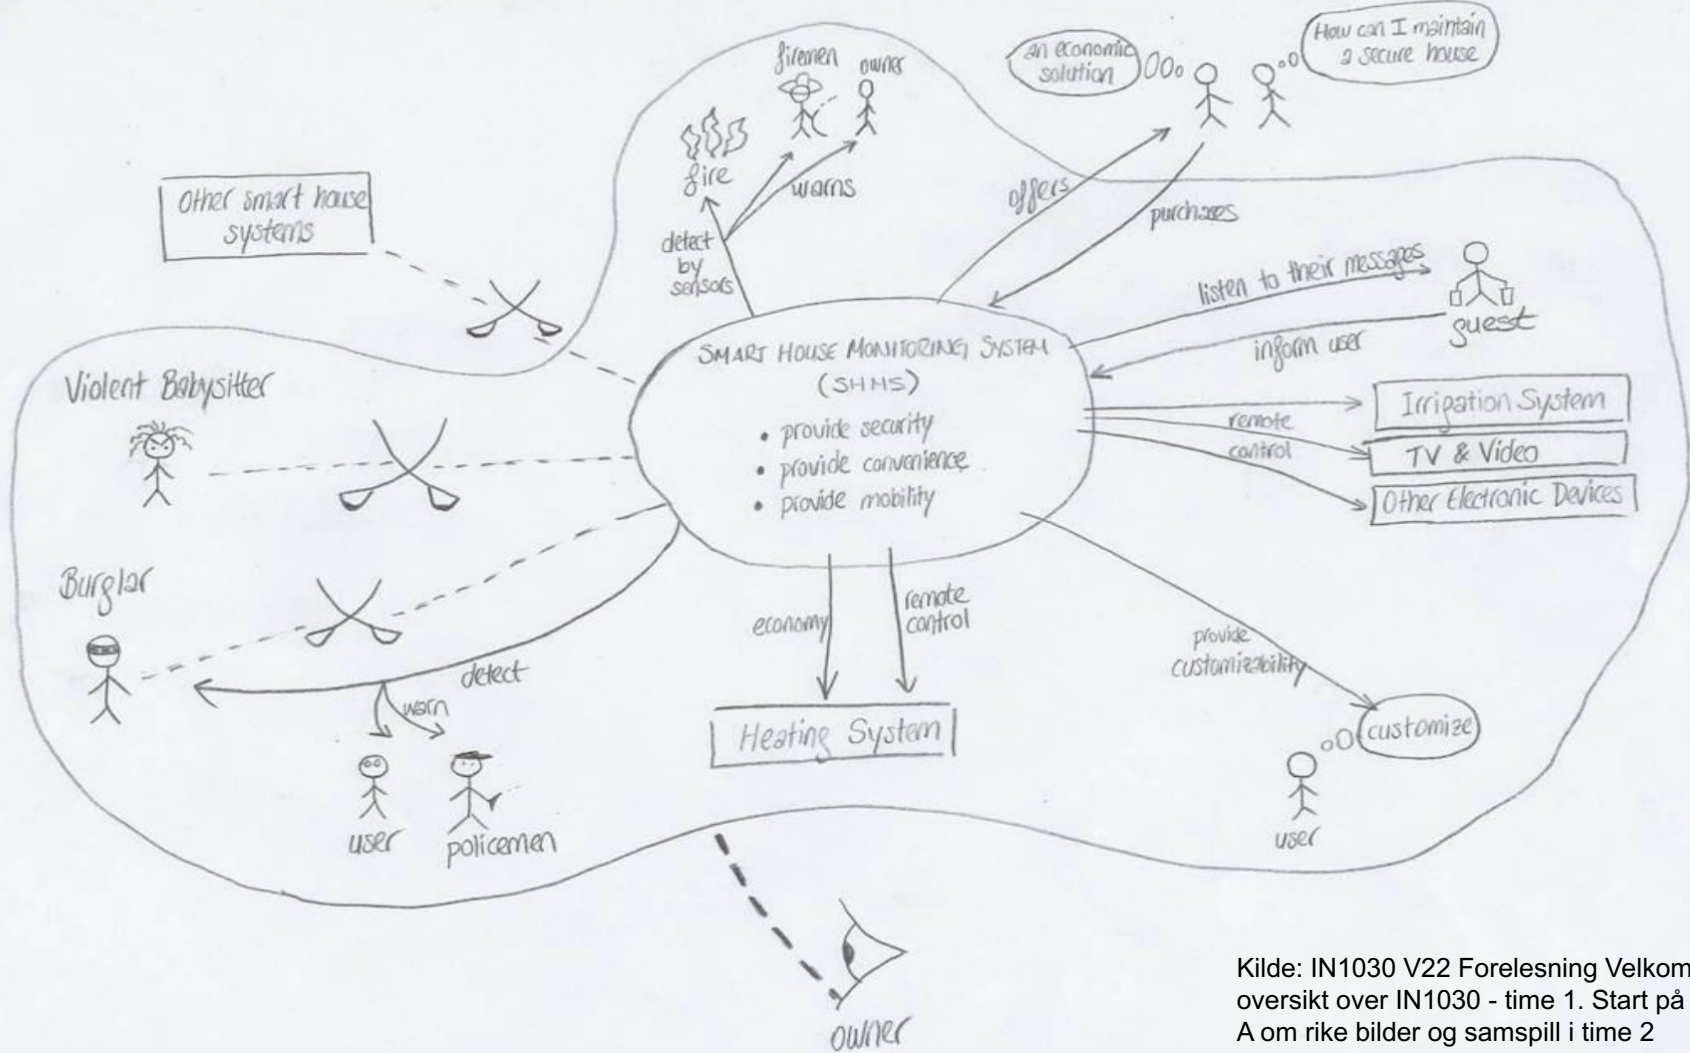 an economic
solution
How can I maintain
a secure house
firemen
owner
fire
warns
detect
by
sensors
offers
purchases
Other smart house
systems
listen to their messages
guest
inform user
SMART HOUSE MONITORING SYSTEM
(SHMS)
• provide security
• provide convenience
• provide mobility
Irrigation System
remote
control
TV & Video
Other Electronic Devices
Violent Babysitter
Burglar
detect
warn
user
policemen
economy
remote
control
Heating System
provide
customizability
customize
user
owner
Kilde: IN1030 V22 Forelesning Velkom
oversikt over IN1030 - time 1. Start på
A om rike bilder og samspill i time 2